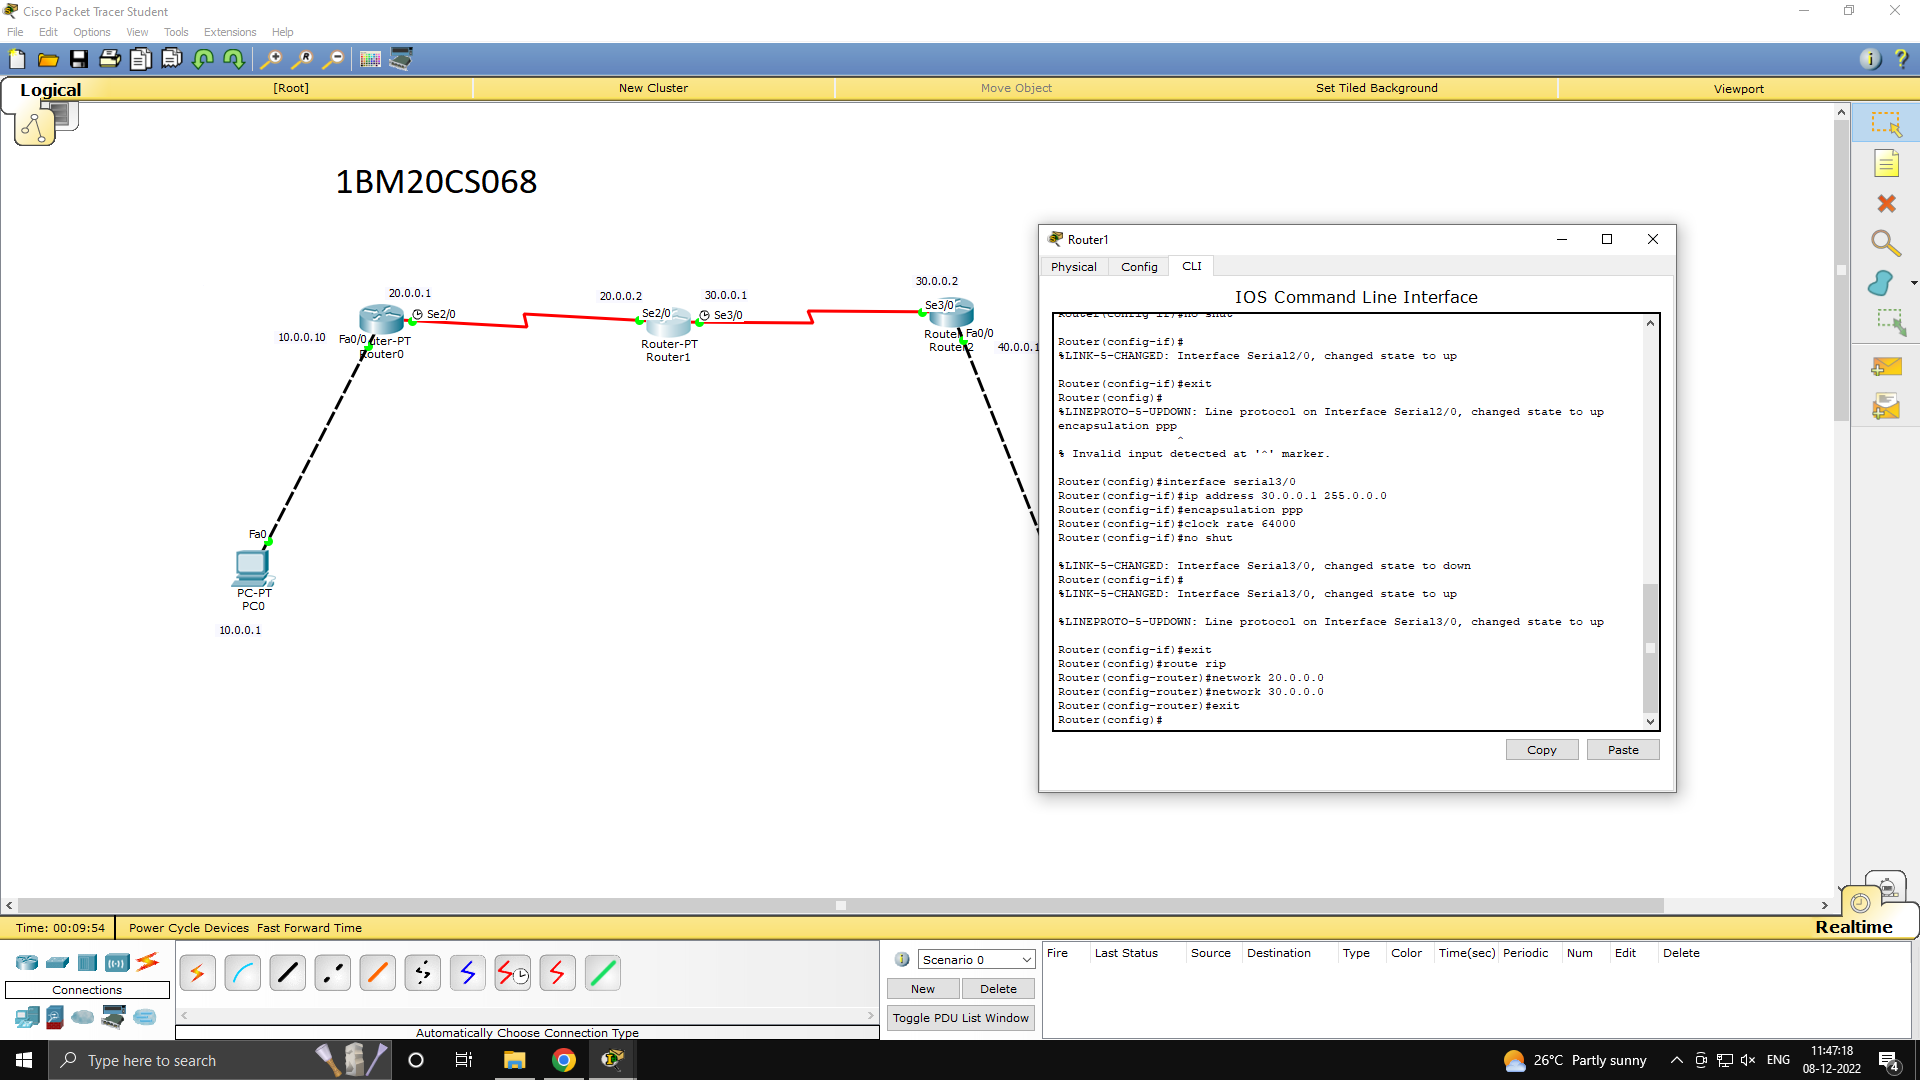 Cisco Packet Tracer Student
File Edit Options View Tools Extensions Help
Logical [Root] New Cluster Move Object Set Tiled Background Viewport
1BM20CS068
20.0.0.1
Se2/0
10.0.0.10
Fa0/0
uter-PT
Router0
20.0.0.2
30.0.0.1
Se2/0
Se3/0
Router-PT
Router1
30.0.0.2
Se3/0
Router
Fa0/0
Router2
40.0.0.1
Fa0
PC-PT
PC0
10.0.0.1
Router1
Physical Config CLI
IOS Command Line Interface
Router(config-if)#no shut
Router(config-if)#
%LINK-5-CHANGED: Interface Serial2/0, changed state to up
Router(config-if)#exit
Router(config)#
%LINEPROTO-5-UPDOWN: Line protocol on Interface Serial2/0, changed state to up
encapsulation ppp
^
% Invalid input detected at '^' marker.
Router(config)#interface serial3/0
Router(config-if)#ip address 30.0.0.1 255.0.0.0
Router(config-if)#encapsulation ppp
Router(config-if)#clock rate 64000
Router(config-if)#no shut
%LINK-5-CHANGED: Interface Serial3/0, changed state to down
Router(config-if)#
%LINK-5-CHANGED: Interface Serial3/0, changed state to up
%LINEPROTO-5-UPDOWN: Line protocol on Interface Serial3/0, changed state to up
Router(config-if)#exit
Router(config)#route rip
Router(config-router)#network 20.0.0.0
Router(config-router)#network 30.0.0.0
Router(config-router)#exit
Router(config)#
Copy Paste
Time: 00:09:54 Power Cycle Devices Fast Forward Time
Realtime
Connections
Automatically Choose Connection Type
Scenario 0
New Delete
Toggle PDU List Window
Fire Last Status Source Destination Type Color Time(sec) Periodic Num Edit Delete
Type here to search
26°C Partly sunny
ENG
11:47:18
08-12-2022
4